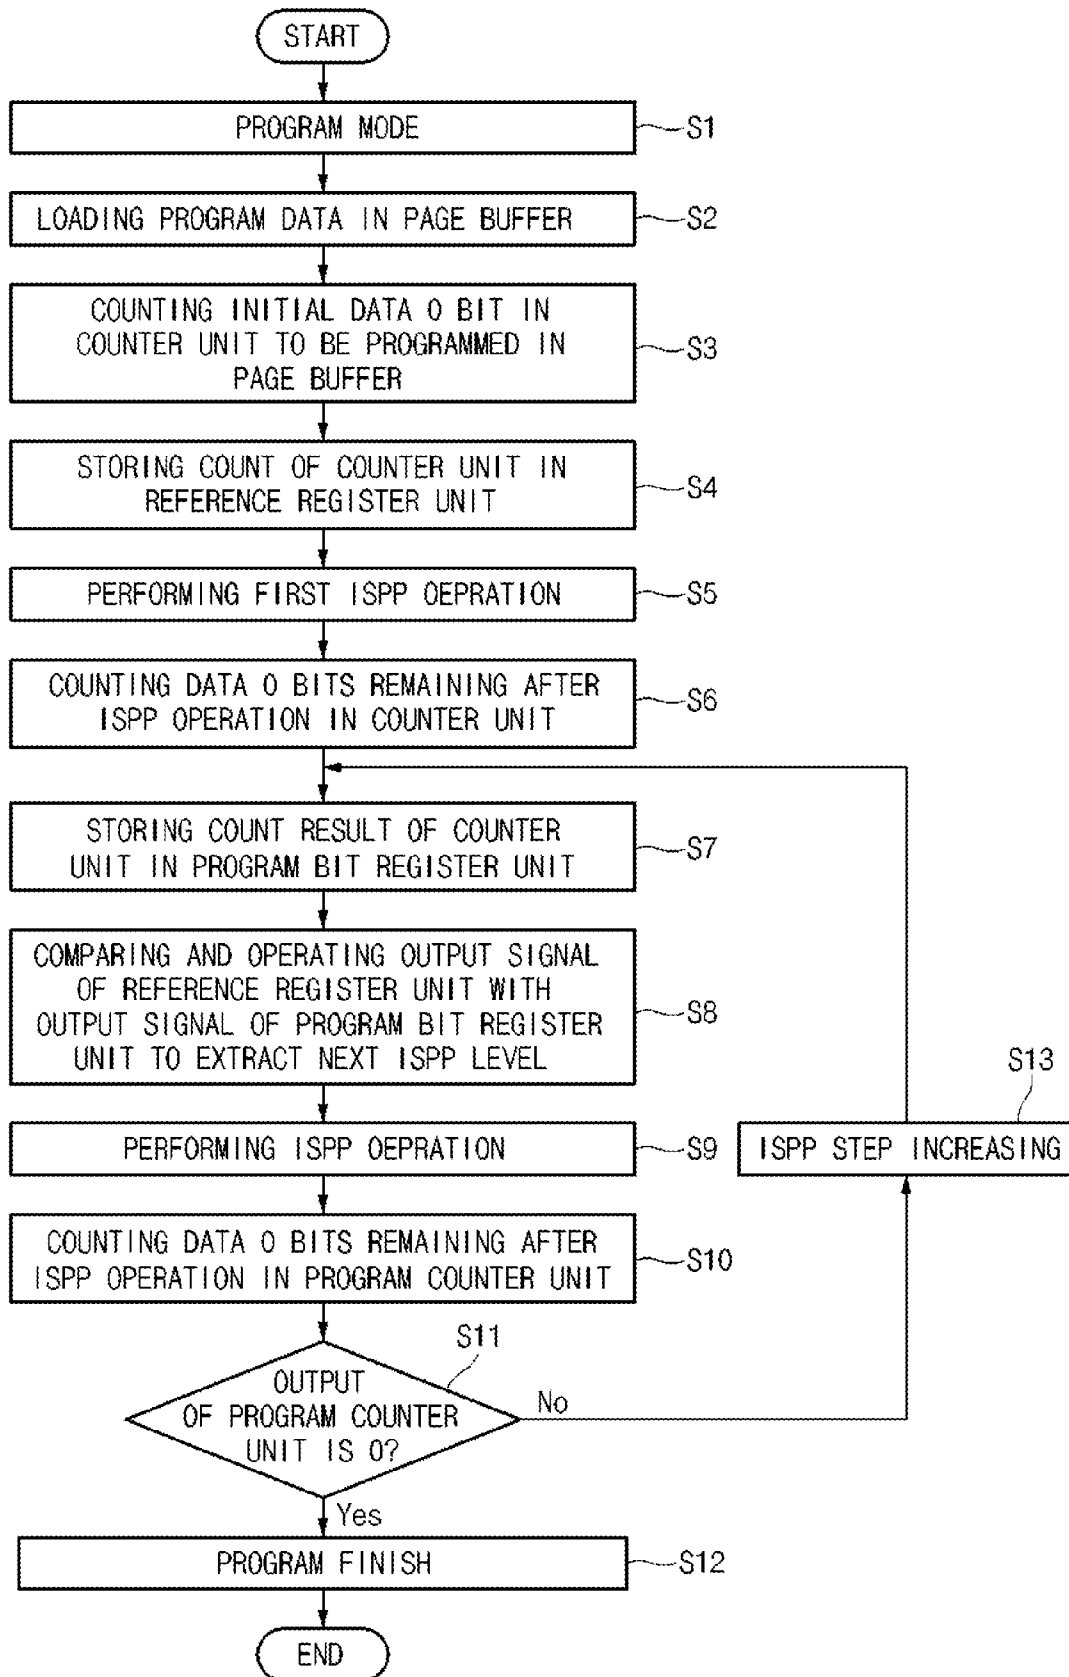 START
PROGRAM MODE
S1
LOADING PROGRAM DATA IN PAGE BUFFER
S2
COUNTING INITIAL DATA 0 BIT IN
COUNTER UNIT TO BE PROGRAMMED IN
PAGE BUFFER
S3
STORING COUNT OF COUNTER UNIT IN
REFERENCE REGISTER UNIT
S4
PERFORMING FIRST ISPP OEPRATION
S5
COUNTING DATA 0 BITS REMAINING AFTER
ISPP OPERATION IN COUNTER UNIT
S6
STORING COUNT RESULT OF COUNTER
UNIT IN PROGRAM BIT REGISTER UNIT
S7
COMPARING AND OPERATING OUTPUT SIGNAL
OF REFERENCE REGISTER UNIT WITH
OUTPUT SIGNAL OF PROGRAM BIT REGISTER
UNIT TO EXTRACT NEXT ISPP LEVEL
S8
S13
PERFORMING ISPP OEPRATION
S9
ISPP STEP INCREASING
COUNTING DATA 0 BITS REMAINING AFTER
ISPP OPERATION IN PROGRAM COUNTER UNIT
S10
S11
OUTPUT
OF PROGRAM COUNTER
UNIT IS 0?
No
Yes
PROGRAM FINISH
S12
END